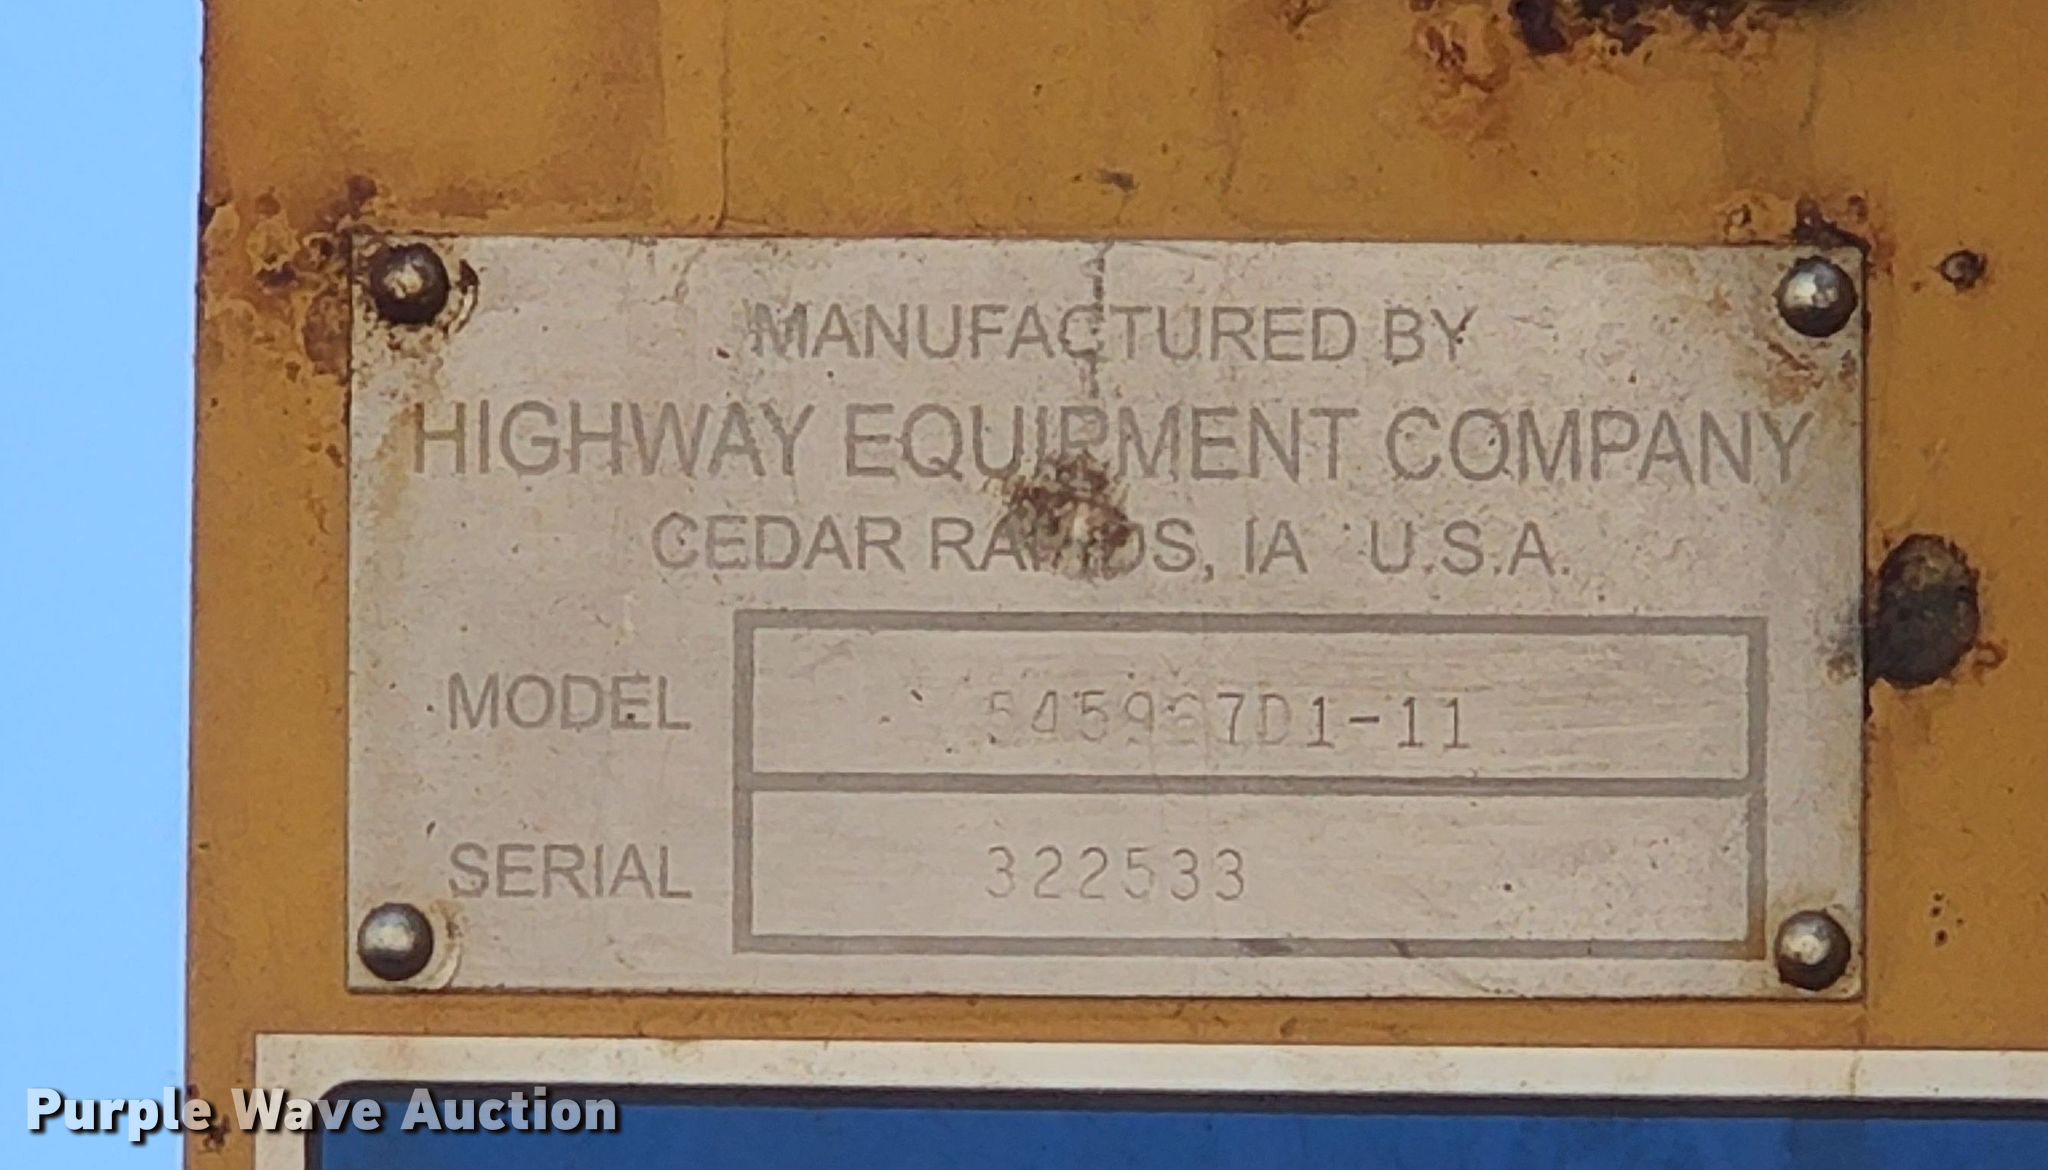 MANUFACTURED BY
HIGHWAY EQUIPMENT COMPANY
CEDAR RAPIDS, IA U.S.A.
MODEL
SERIAL 322533
Purple Wave Auction